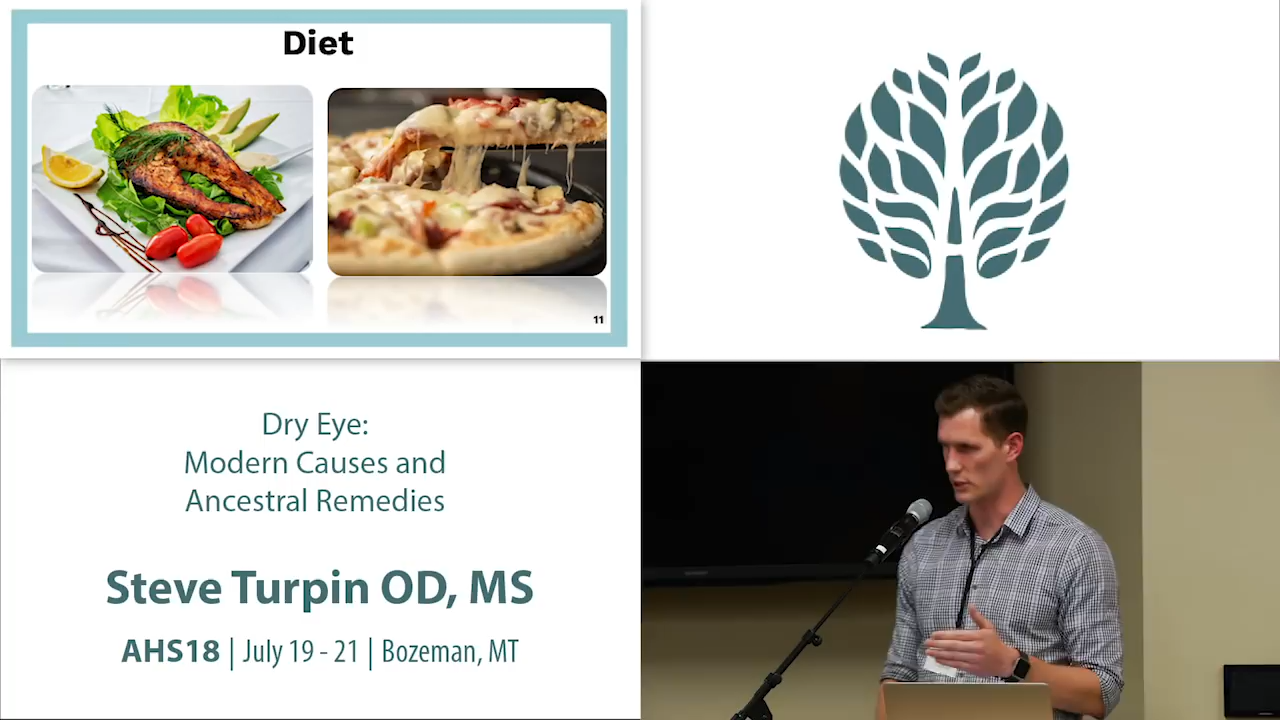 Diet
11
Dry Eye:
Modern Causes and
Ancestral Remedies
Steve Turpin OD, MS
AHS18 | July 19 - 21 | Bozeman, MT